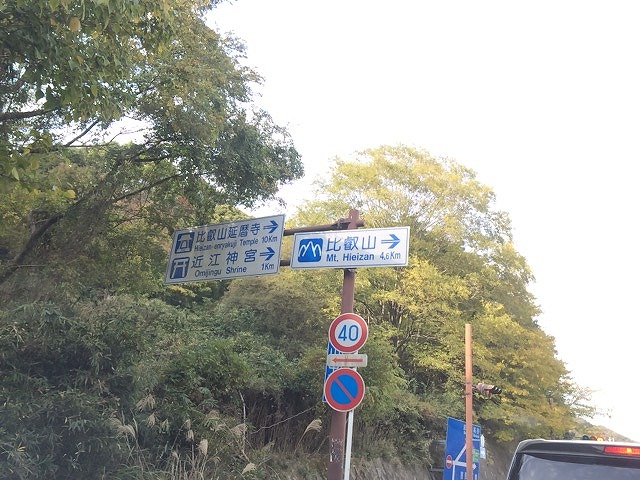 比叡山延暦寺
Hieizan-enryakuji Temple 10Km
近江神宮
Omijingu Shrine 1Km
比叡山
Mt. Hieizan 4.6Km
40